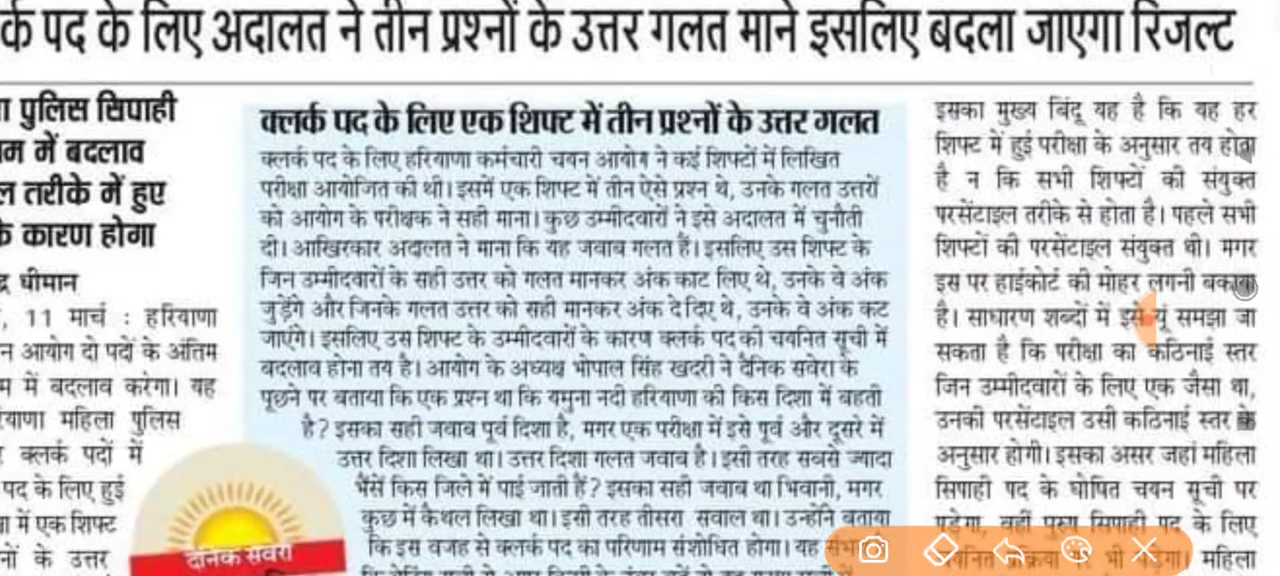 र्क पद के लिए अदालत ने तीन प्रश्नों के उत्तर गलत माने इसलिए बदला जाएगा रिजल्ट
पुलिस सिपाही
में बदलाव
तरीके में हुए
के कारण होगा
धीमान
, 11 मार्च : हरियाणा
न आयोग दो पदों के अंतिम
म में बदलाव करेगा। यह
रियाणा महिला पुलिस
क्लर्क पदों में
पद के लिए हुई
में एक शिफ्ट
नों के उत्तर
क्लर्क पद के लिए एक शिफ्ट में तीन प्रश्नों के उत्तर गलत
क्लर्क पद के लिए हरियाणा कर्मचारी चयन आयोग ने कई शिफ्टों में लिखित
परीक्षा आयोजित की थी। इसमें एक शिफ्ट में तीन ऐसे प्रश्न थे, उनके गलत उत्तरों
को आयोग के परीक्षक ने सही माना। कुछ उम्मीदवारों ने इसे अदालत में चुनौती
दी। आखिरकार अदालत ने माना कि यह जवाब गलत हैं। इसलिए उस शिफ्ट के
जिन उम्मीदवारों के सही उत्तर को गलत मानकर अंक काट लिए थे, उनके वे अंक
जुड़ेंगे और जिनके गलत उत्तर को सही मानकर अंक दे दिए थे, उनके वे अंक कट
जाएंगे। इसलिए उस शिफ्ट के उम्मीदवारों के कारण क्लर्क पद की चयनित सूची में
बदलाव होना तय है। आयोग के अध्यक्ष भोपाल सिंह खदरी ने दैनिक सवेरा के
पूछने पर बताया कि एक प्रश्न था कि यमुना नदी हरियाणा की किस दिशा में बहती
है? इसका सही जवाब पूर्व दिशा है, मगर एक परीक्षा में इसे पूर्व और दूसरे में
उत्तर दिशा लिखा था। उत्तर दिशा गलत जवाब है। इसी तरह सबसे ज्यादा
भैंसें किस जिले में पाई जाती हैं? इसका सही जवाब था भिवानी, मगर
कुछ में कैथल लिखा था। इसी तरह तीसरा सवाल था। उन्होंने बताया
कि इस वजह से क्लर्क पद का परिणाम संशोधित होगा। यह
दैनिक सवेरा
इसका मुख्य बिंदू यह है कि यह हर
शिफ्ट में हुई परीक्षा के अनुसार तय होता
है न कि सभी शिफ्टों की संयुक्त
परसेंटाइल तरीके से होता है। पहले सभी
शिफ्टों की परसेंटाइल संयुक्त थी। मगर
इस पर हाईकोर्ट की मोहर लगनी बकाया
है। साधारण शब्दों में इसे यूं समझा जा
सकता है कि परीक्षा का कठिनाई स्तर
जिन उम्मीदवारों के लिए एक जैसा था,
उनकी परसेंटाइल उसी कठिनाई स्तर के
अनुसार होगी। इसका असर जहां महिला
सिपाही पद के घोषित चयन सूची पर
पड़ेगा, वहीं पुरुष सिपाही पद के लिए
चयनित प्रक्रिया पर भी पड़ेगा। महिला